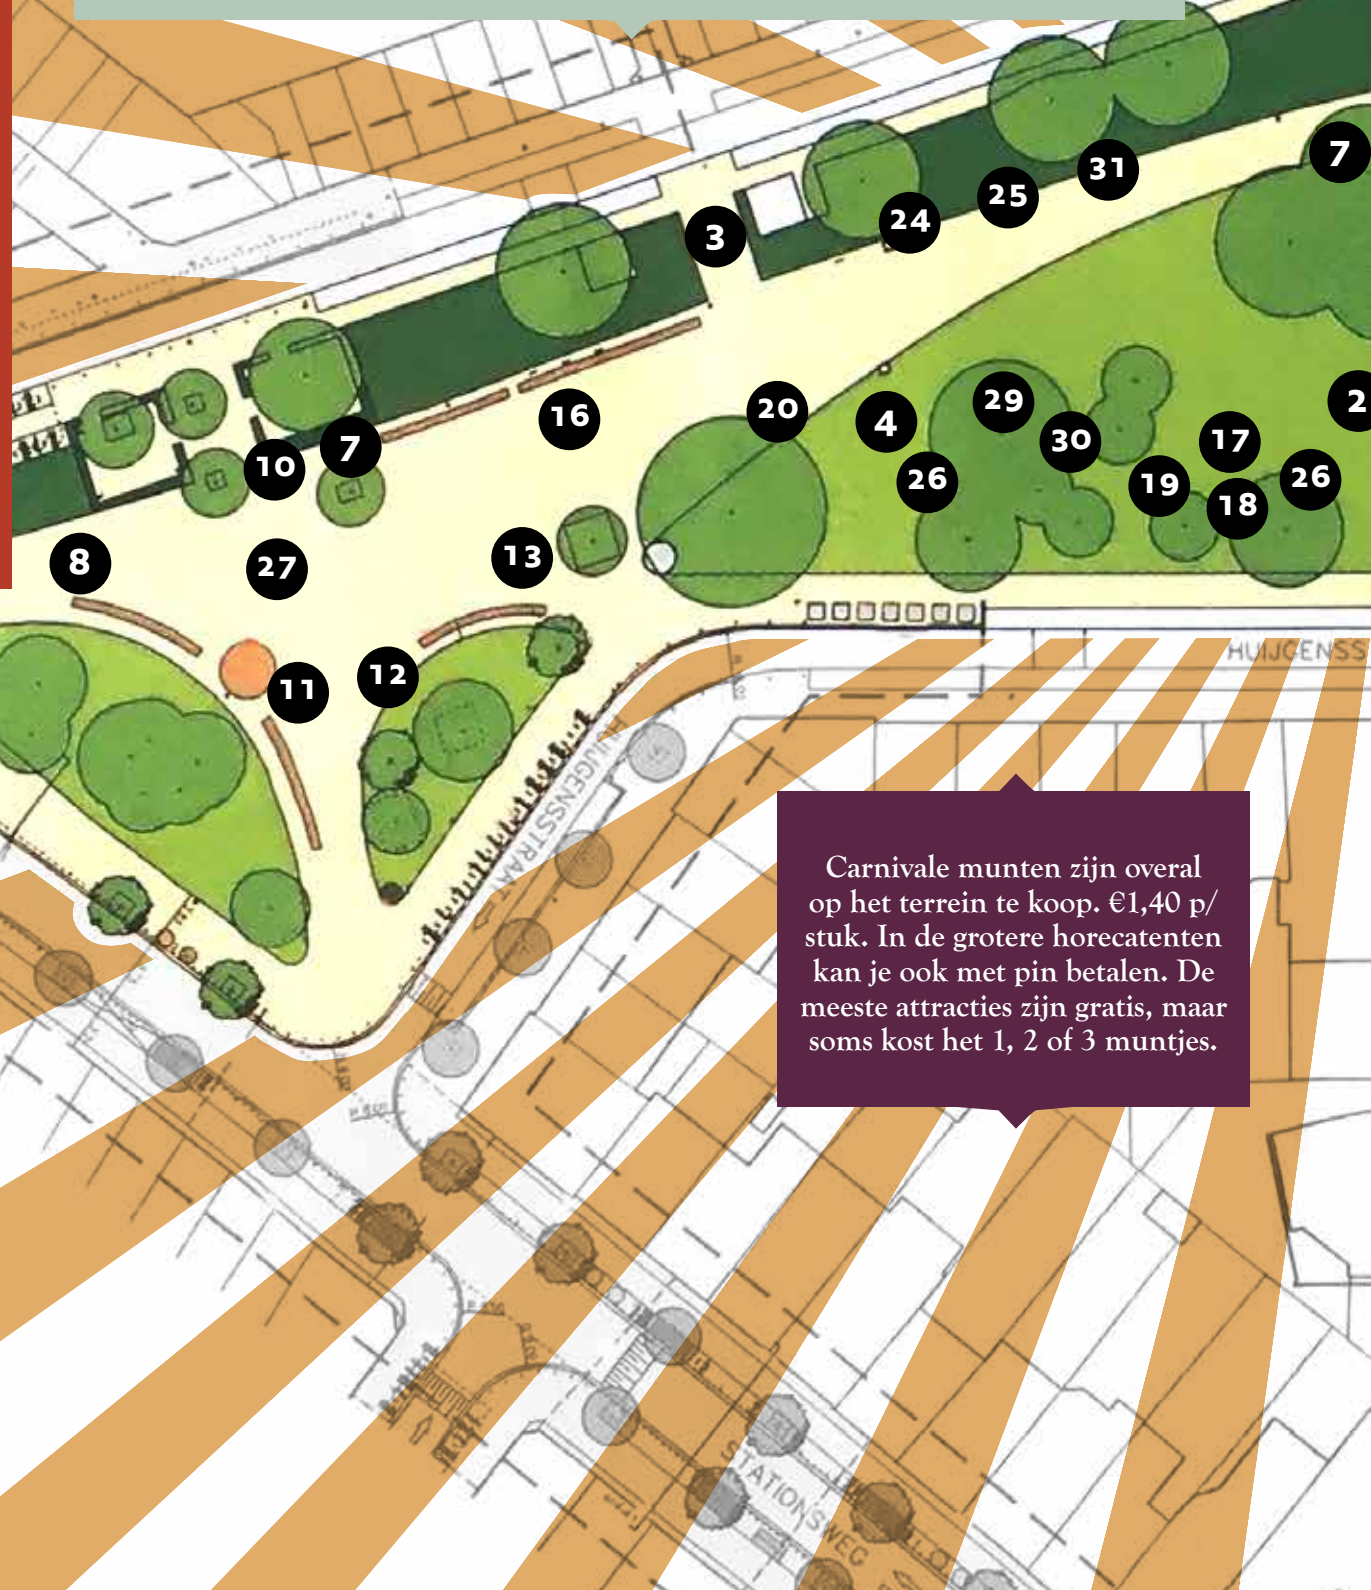 7
31
25
24
3
2
29
20
16
4
30
17
7
10
26
19
26
18
8
27
13
HUIJGENSS
12
11
HUIJGENSSTRAAT
Carnivale munten zijn overal
op het terrein te koop. €1,40 p/
stuk. In de grotere horecatenten
kan je ook met pin betalen. De
meeste attracties zijn gratis, maar
soms kost het 1, 2 of 3 muntjes.
STATIONSWEG